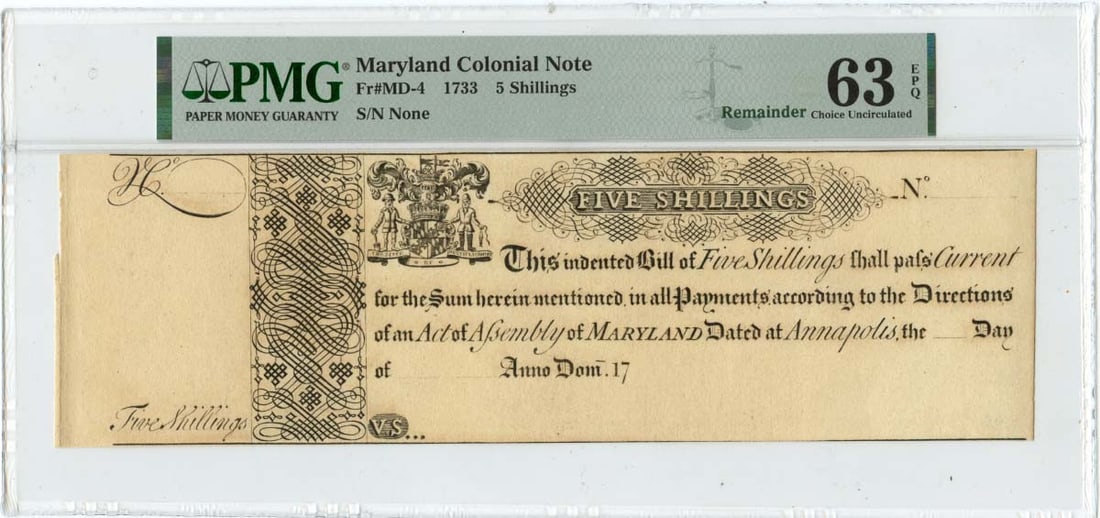 PMG® Maryland Colonial Note
Fr#MD-4 1733 5 Shillings
PAPER MONEY GUARANTY S/N None
Remainder
63 EPQ
Choice Uncirculated
No
FIVE SHILLINGS
No
This indented Bill of Five Shillings shall paſs Current
for the Sum herein mentioned, in all Payments, according to the Directions
of an Act of Aſsembly of MARYLAND Dated at Annapolis, the Day
of Anno Dom. 17
Five Shillings
V.S...